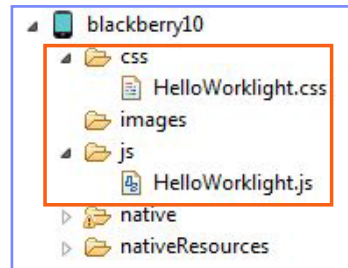 blackberry10
css
HelloWorklight.css
images
js
HelloWorklight.js
native
nativeResources